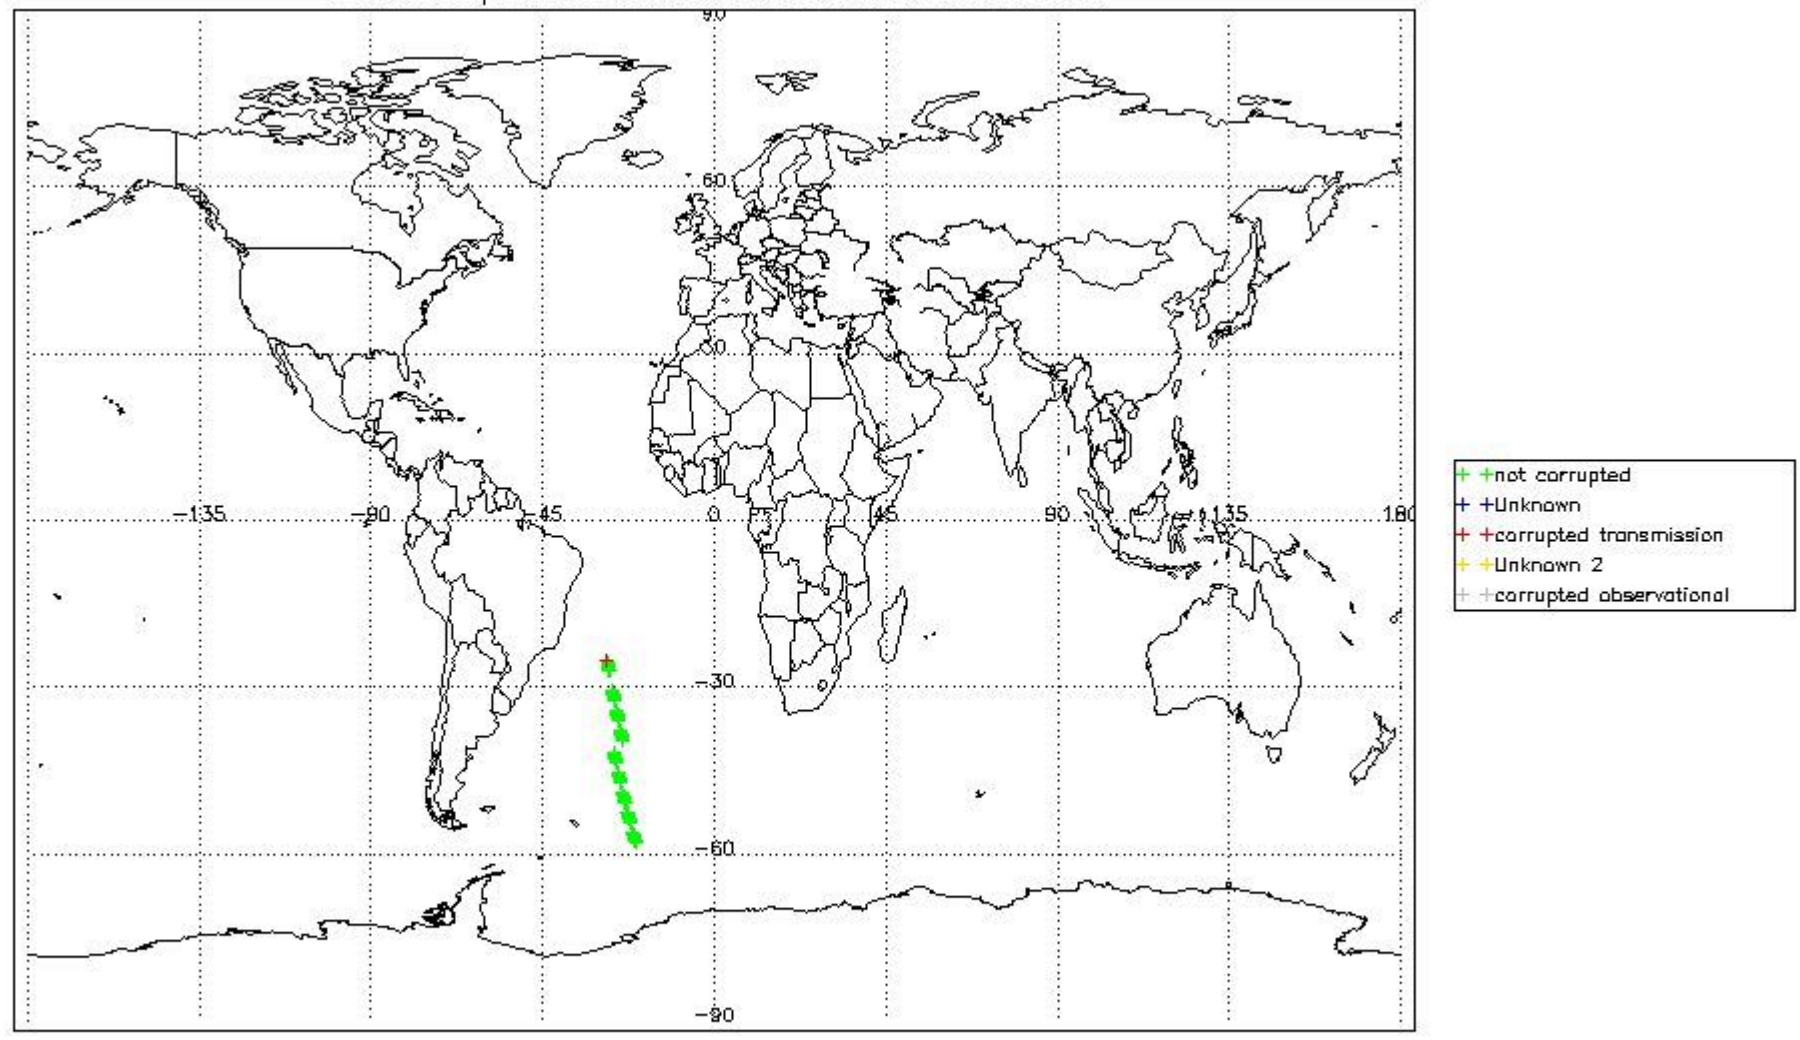 90
60
30
-135
-90
-45
0
45
90
135
180
-30
-60
-90
not corrupted
Unknown
corrupted transmission
Unknown 2
corrupted observational